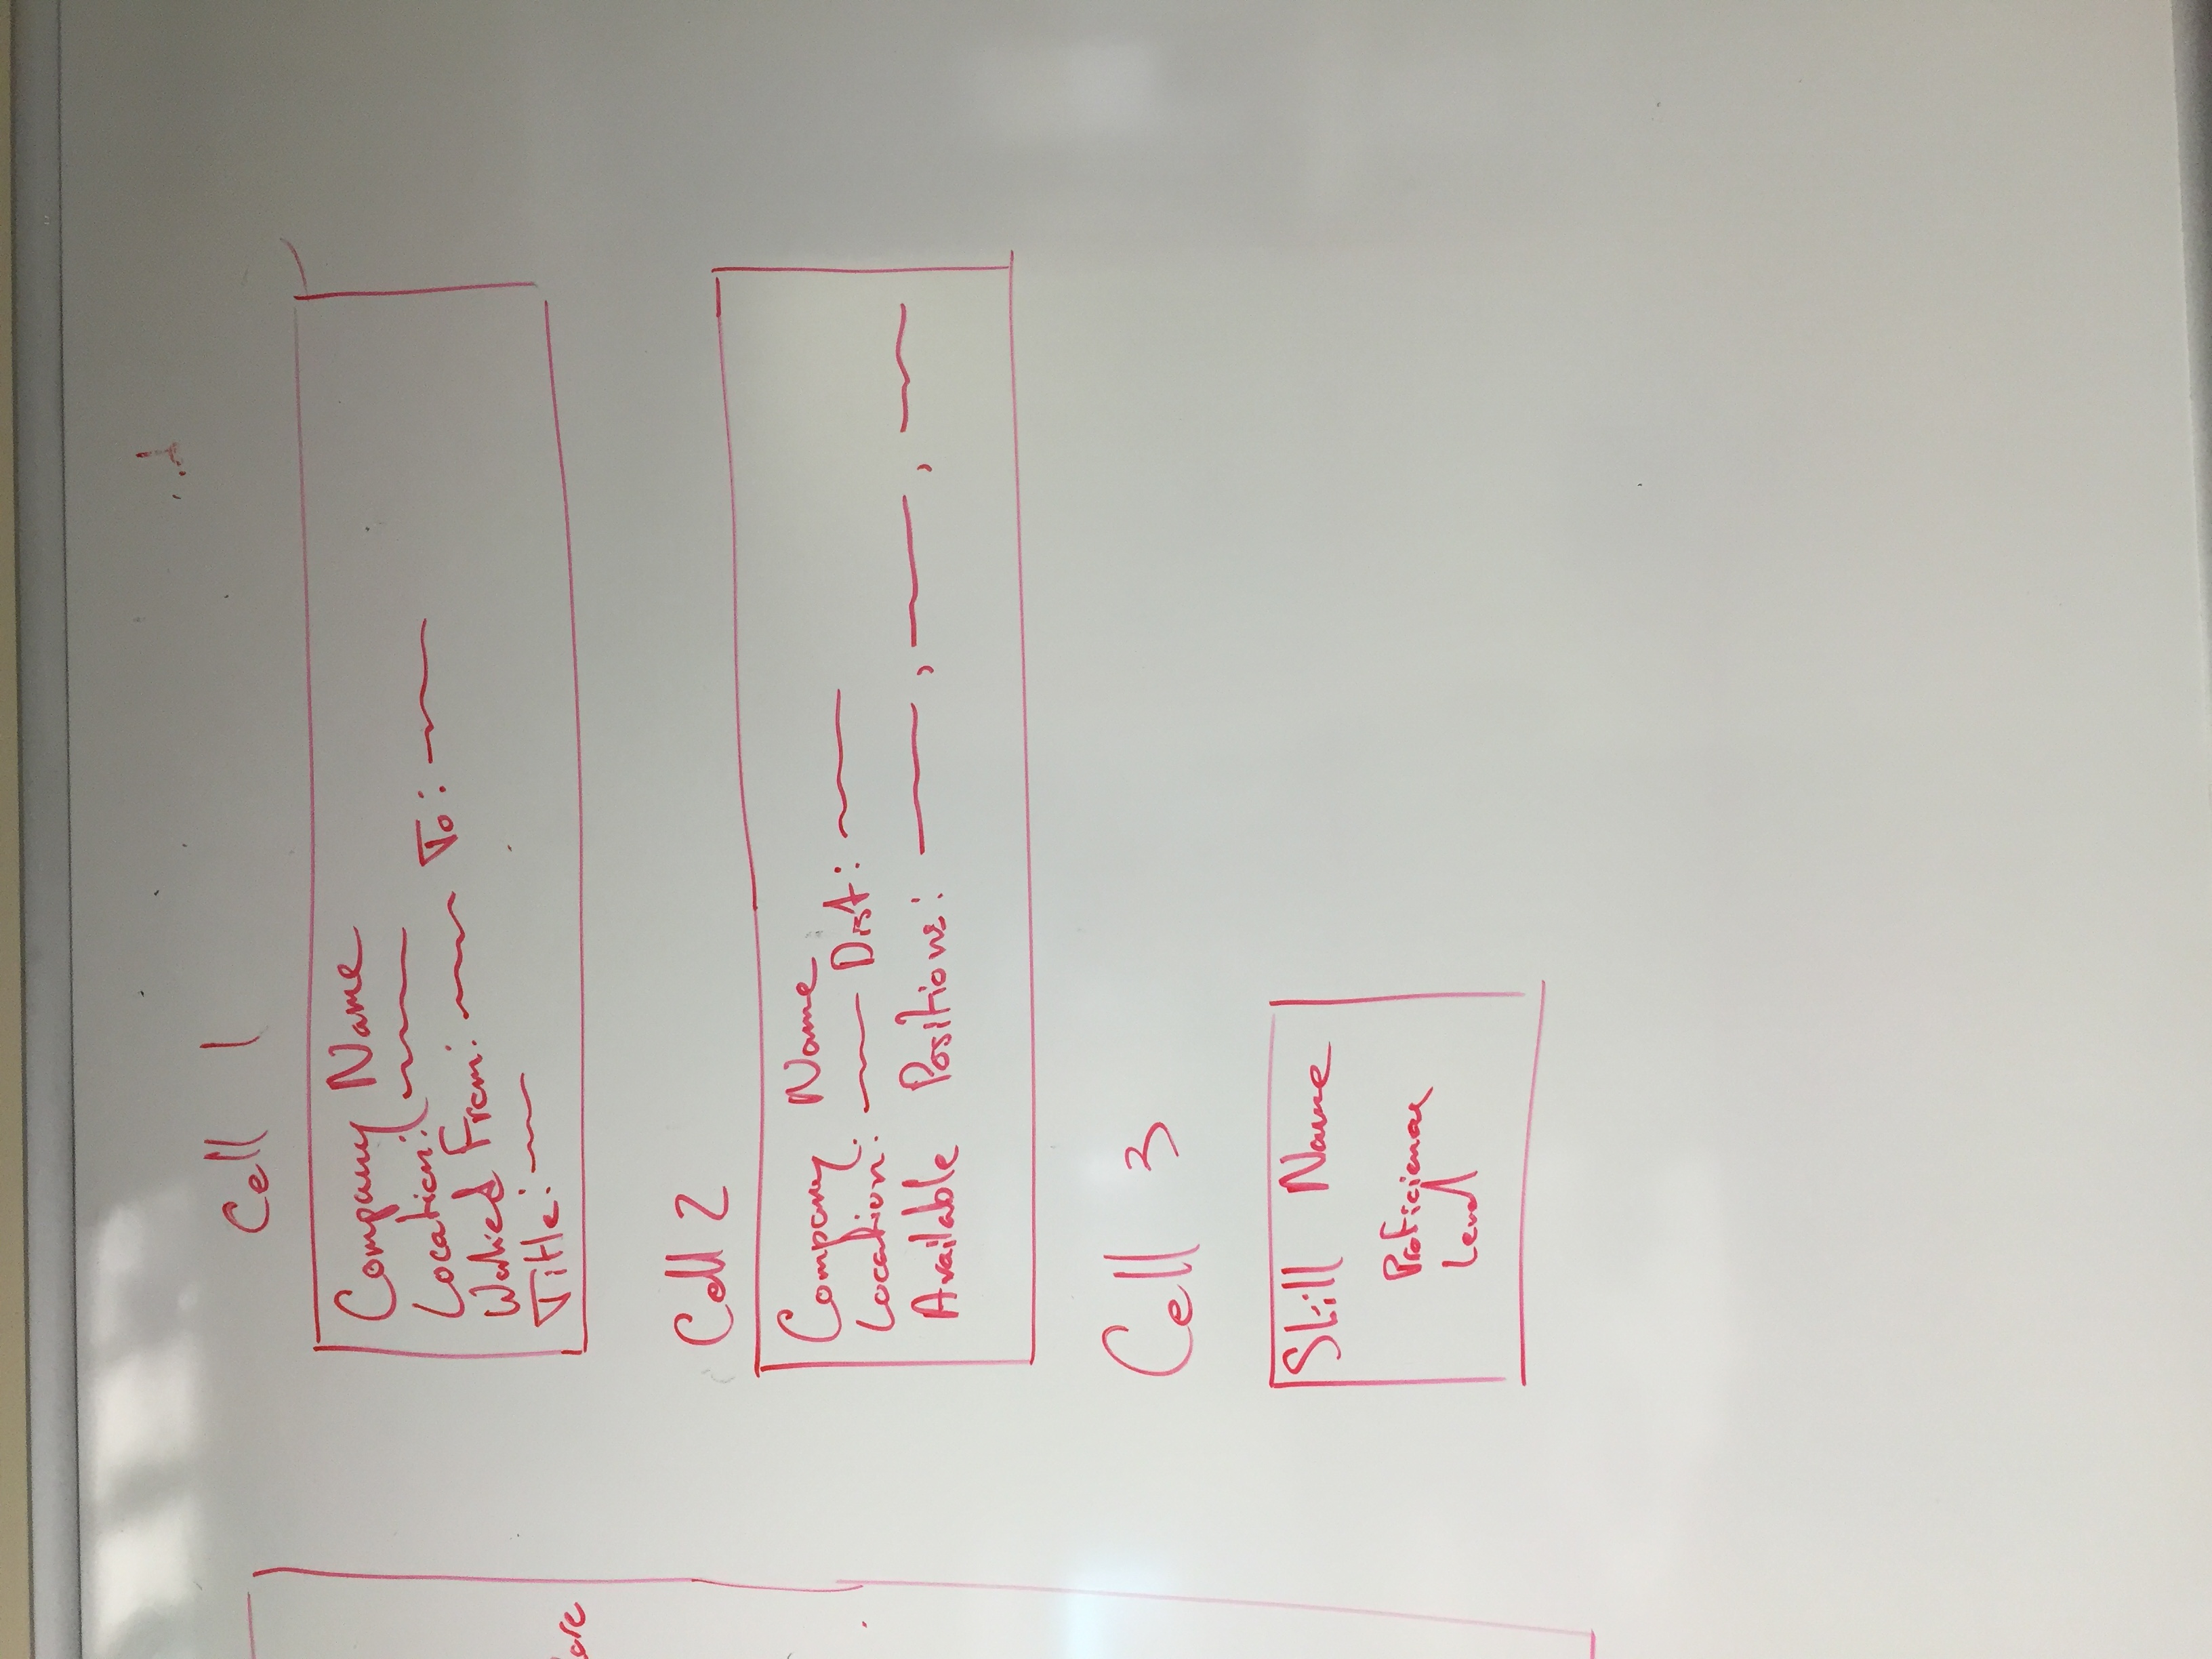 Cell 1
Company Name
Location:
Worked From: To:
Title:
Cell 2
Company Name
Location: Dist:
Available Positions: , ,
Cell 3
Skill Name
Proficiency
Level